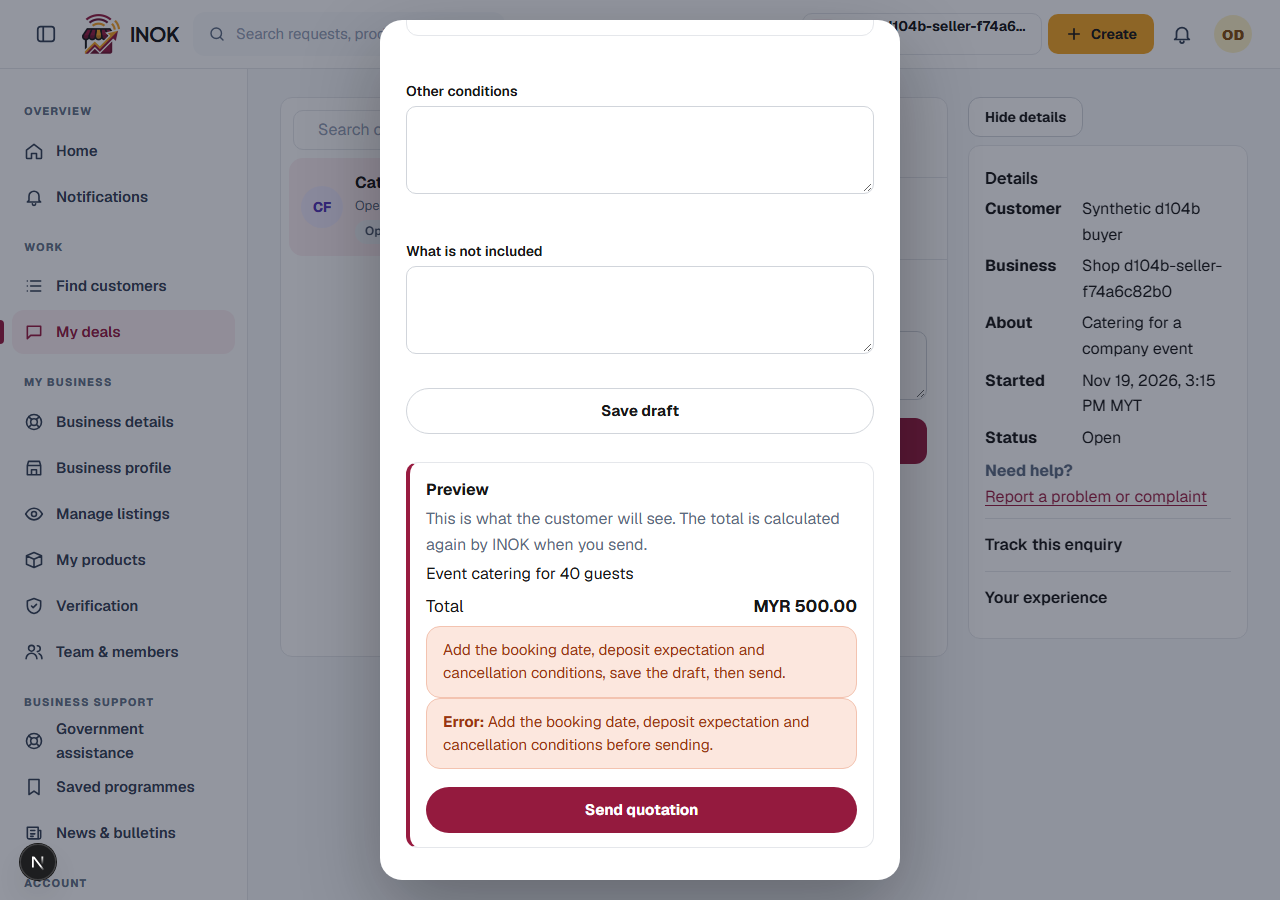 INOK
Search requests, proc
104b-seller-f74a6...
Create
OD
OVERVIEW
Home
Notifications
WORK
Find customers
My deals
MY BUSINESS
Business details
Business profile
Manage listings
My products
Verification
Team & members
BUSINESS SUPPORT
Government
assistance
Saved programmes
News & bulletins
N
ACCOUNT
Search c
CF
Cat
Ope
Op
Other conditions
What is not included
Save draft
Preview
This is what the customer will see. The total is calculated
again by INOK when you send.
Event catering for 40 guests
Total MYR 500.00
Add the booking date, deposit expectation and
cancellation conditions, save the draft, then send.
Error: Add the booking date, deposit expectation and
cancellation conditions before sending.
Send quotation
Hide details
Details
Customer Synthetic d104b
buyer
Business Shop d104b-seller-
f74a6c82b0
About Catering for a
company event
Started Nov 19, 2026, 3:15
PM MYT
Status Open
Need help?
Report a problem or complaint
Track this enquiry
Your experience